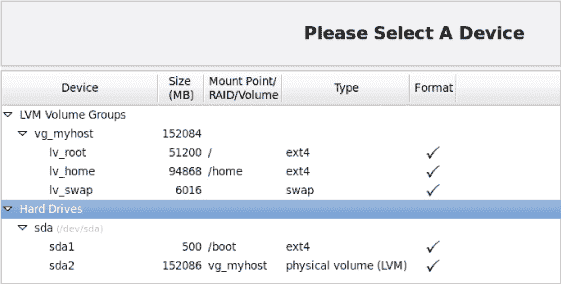 Please Select A Device
Device Size (MB) Mount Point/ RAID/Volume Type Format
LVM Volume Groups
vg_myhost 152084
lv_root 51200 / ext4
lv_home 94868 /home ext4
lv_swap 6016 swap
Hard Drives
sda (/dev/sda)
sda1 500 /boot ext4
sda2 152086 vg_myhost physical volume (LVM)